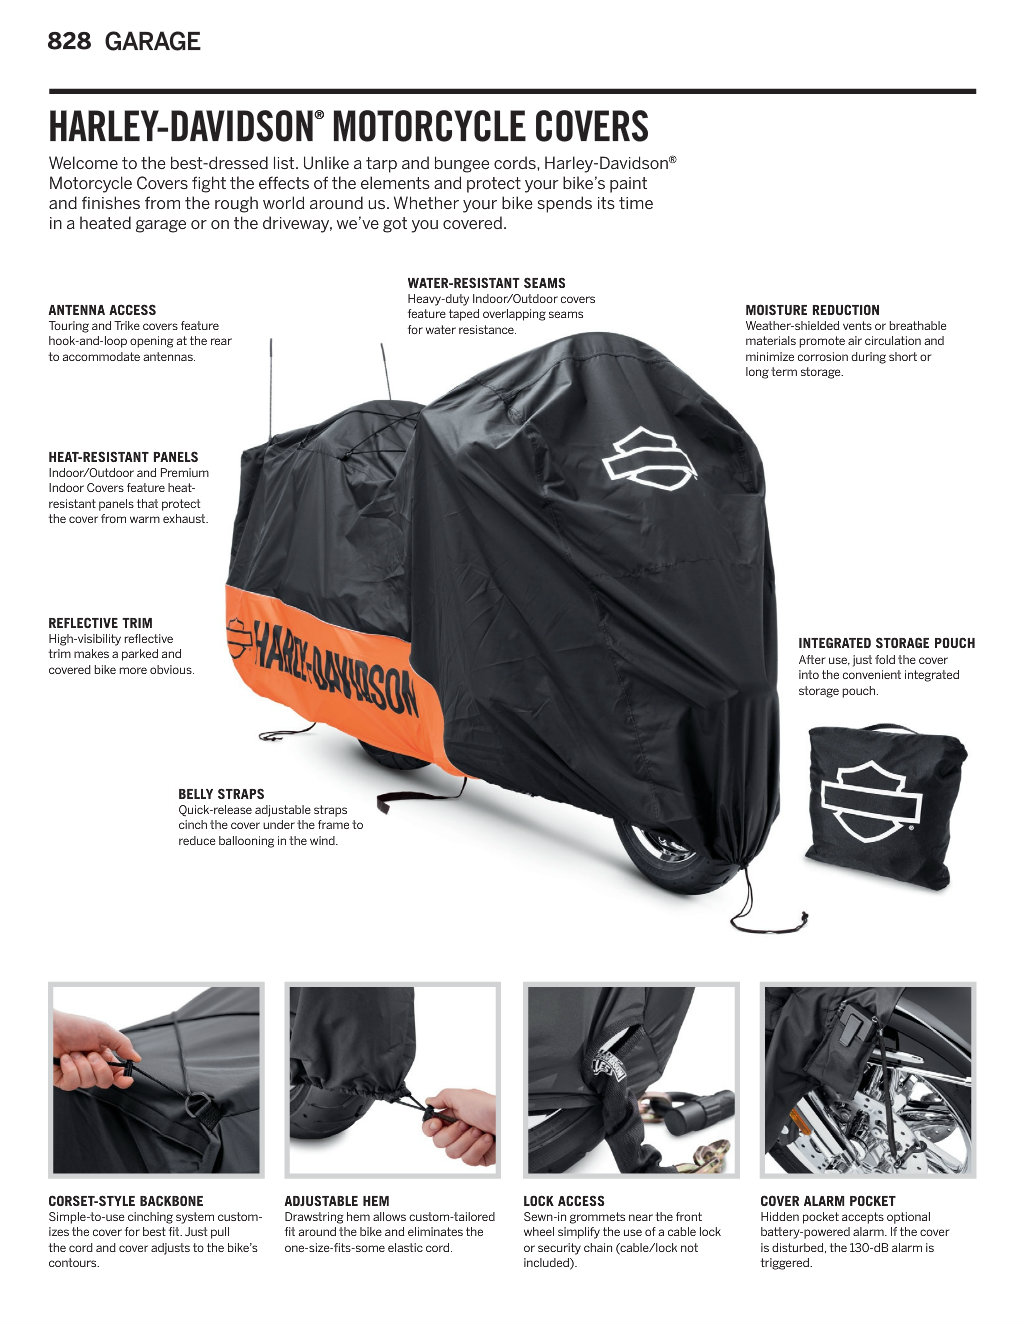 828 GARAGE
HARLEY-DAVIDSON® MOTORCYCLE COVERS
Welcome to the best-dressed list. Unlike a tarp and bungee cords, Harley-Davidson®
Motorcycle Covers fight the effects of the elements and protect your bike's paint
and finishes from the rough world around us. Whether your bike spends its time
in a heated garage or on the driveway, we've got you covered.
WATER-RESISTANT SEAMS
Heavy-duty Indoor/Outdoor covers
feature taped overlapping seams
for water resistance.
ANTENNA ACCESS
Touring and Trike covers feature
hook-and-loop opening at the rear
to accommodate antennas.
MOISTURE REDUCTION
Weather-shielded vents or breathable
materials promote air circulation and
minimize corrosion during short or
long term storage.
HEAT-RESISTANT PANELS
Indoor/Outdoor and Premium
Indoor Covers feature heat-
resistant panels that protect
the cover from warm exhaust.
REFLECTIVE TRIM
High-visibility reflective
trim makes a parked and
covered bike more obvious.
HARLEY-DAVIDSON
INTEGRATED STORAGE POUCH
After use, just fold the cover
into the convenient integrated
storage pouch.
®
BELLY STRAPS
Quick-release adjustable straps
cinch the cover under the frame to
reduce ballooning in the wind.
CORSET-STYLE BACKBONE
Simple-to-use cinching system custom-
izes the cover for best fit. Just pull
the cord and cover adjusts to the bike's
contours.
ADJUSTABLE HEM
Drawstring hem allows custom-tailored
fit around the bike and eliminates the
one-size-fits-some elastic cord.
LOCK ACCESS
Sewn-in grommets near the front
wheel simplify the use of a cable lock
or security chain (cable/lock not
included).
COVER ALARM POCKET
Hidden pocket accepts optional
battery-powered alarm. If the cover
is disturbed, the 130-dB alarm is
triggered.